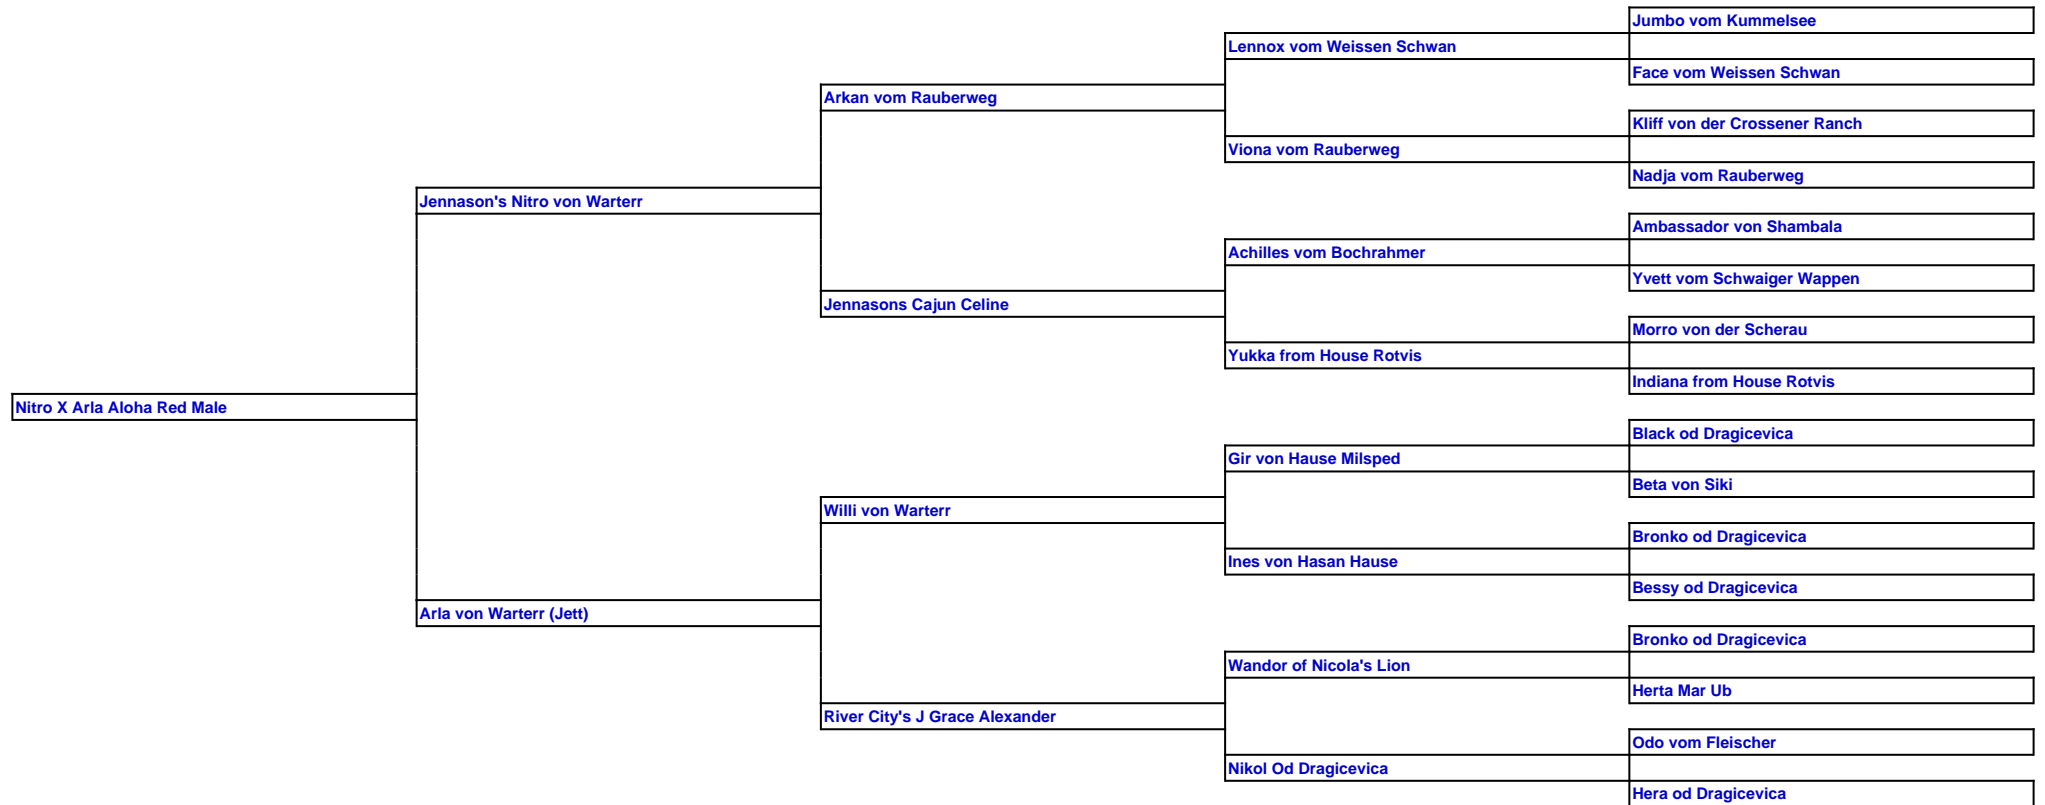 Jumbo vom Kummelsee
Lennox vom Weissen Schwan
Face vom Weissen Schwan
Arkan vom Rauberweg
Kliff von der Crossener Ranch
Viona vom Rauberweg
Nadja vom Rauberweg
Jennason's Nitro von Warterr
Ambassador von Shambala
Achilles vom Bochrahmer
Yvett vom Schwaiger Wappen
Jennasons Cajun Celine
Morro von der Scherau
Yukka from House Rotvis
Indiana from House Rotvis
Nitro X Arla Aloha Red Male
Black od Dragicevica
Gir von Hause Milsped
Beta von Siki
Willi von Warterr
Bronko od Dragicevica
Ines von Hasan Hause
Bessy od Dragicevica
Arla von Warterr (Jett)
Bronko od Dragicevica
Wandor of Nicola's Lion
Herta Mar Ub
River City's J Grace Alexander
Odo vom Fleischer
Nikol Od Dragicevica
Hera od Dragicevica